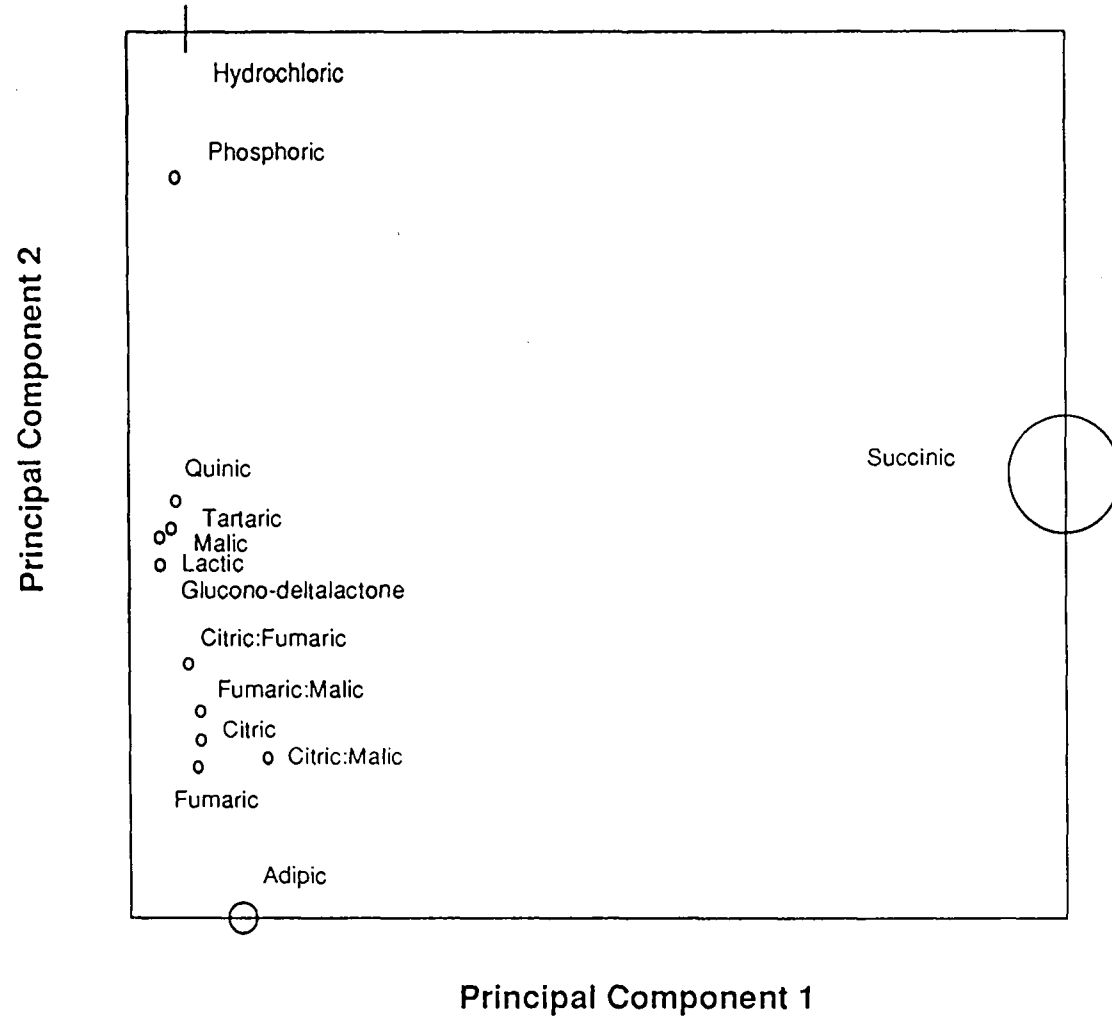 Hydrochloric
Phosphoric
Principal Component 2
Succinic
Quinic
Tartaric
Malic
Lactic
Glucono-deltalactone
Citric:Fumaric
Fumaric:Malic
Citric
Citric:Malic
Fumaric
Adipic
Principal Component 1